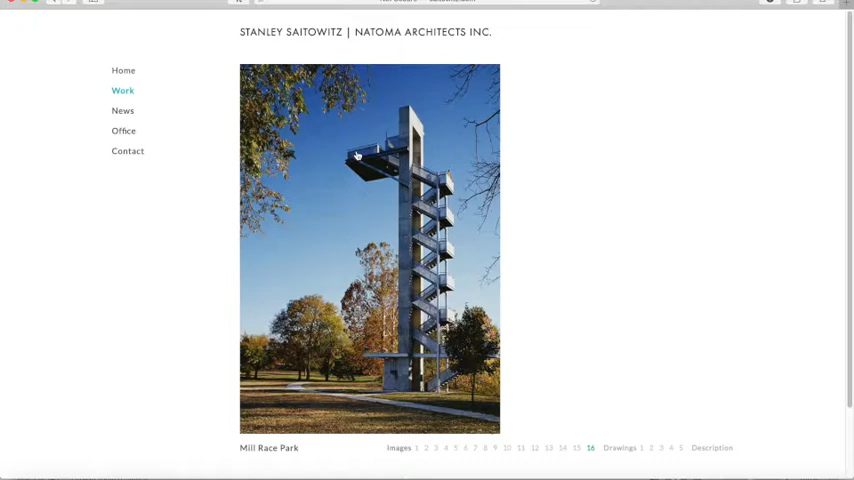 STANLEY SAITOWITZ | NATOMA ARCHITECTS INC.
Home
Work
News
Office
Contact
Mill Race Park
Images 1 2 3 4 5 6 7 8 9 10 11 12 13 14 15 16 Drawings 1 2 3 4 5 Description